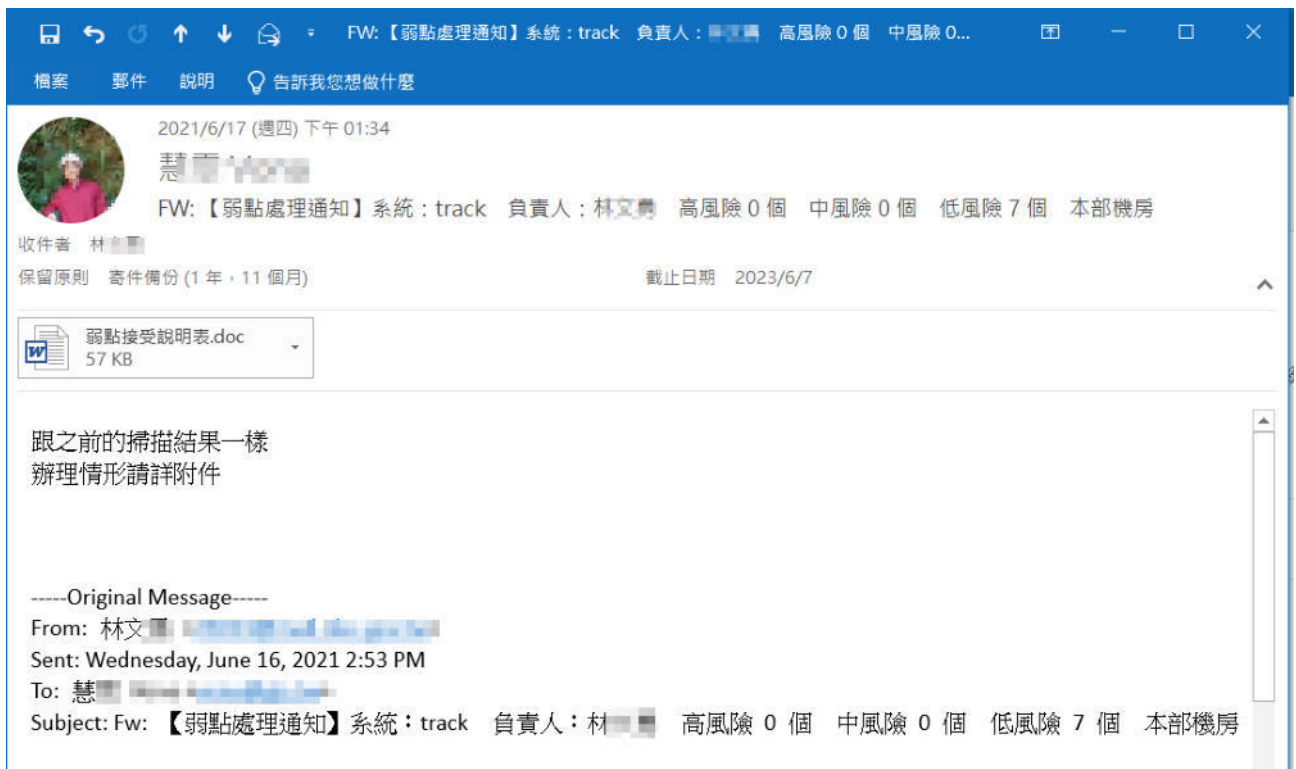 FW:【弱點處理通知】系統：track 負責人： 高風險 0 個 中風險 0...
檔案 郵件 說明 告訴我您想做什麼
2021/6/17 (週四) 下午 01:34
慧
FW:【弱點處理通知】系統：track 負責人：林文 高風險 0 個 中風險 0 個 低風險 7 個 本部機房
收件者 林
保留原則 寄件備份 (1 年，11 個月) 截止日期 2023/6/7
弱點接受說明表.doc
57 KB
跟之前的掃描結果一樣
辦理情形請詳附件
-----Original Message-----
From: 林文
Sent: Wednesday, June 16, 2021 2:53 PM
To: 慧
Subject: Fw: 【弱點處理通知】系統：track 負責人：林 高風險 0 個 中風險 0 個 低風險 7 個 本部機房